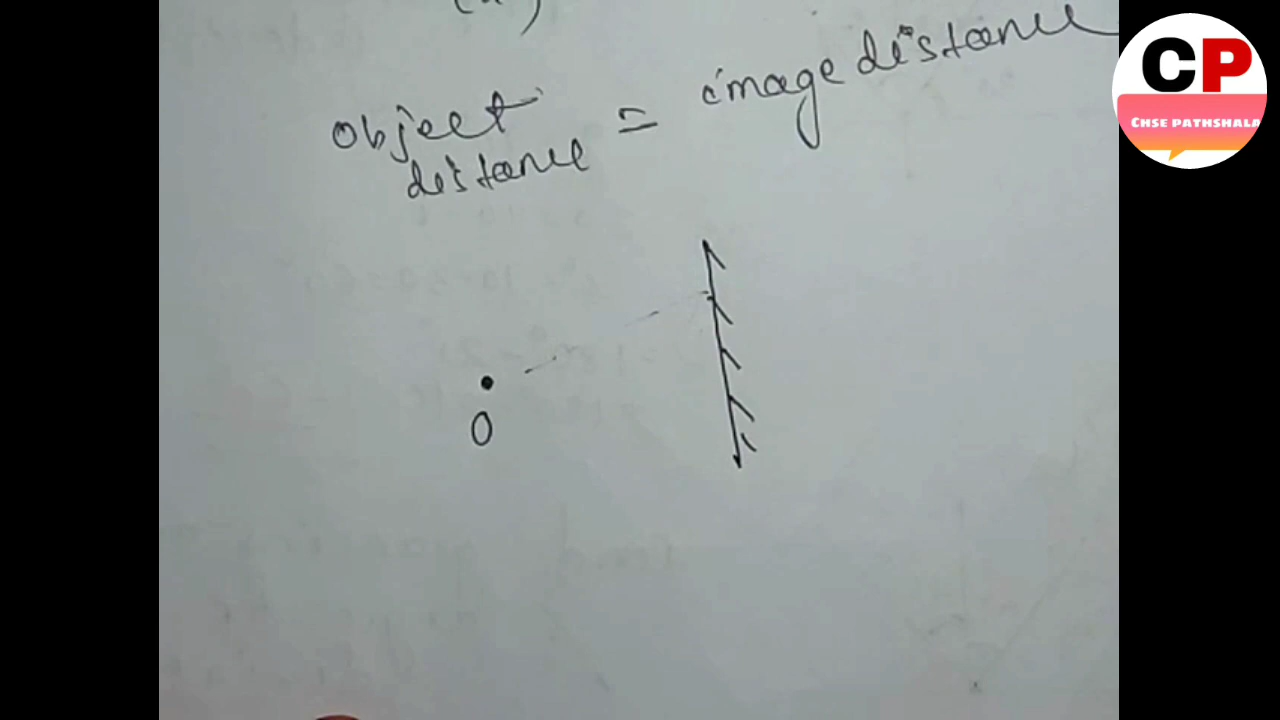 object = image distance
distance
O
CP
CHSE PATHSHALA